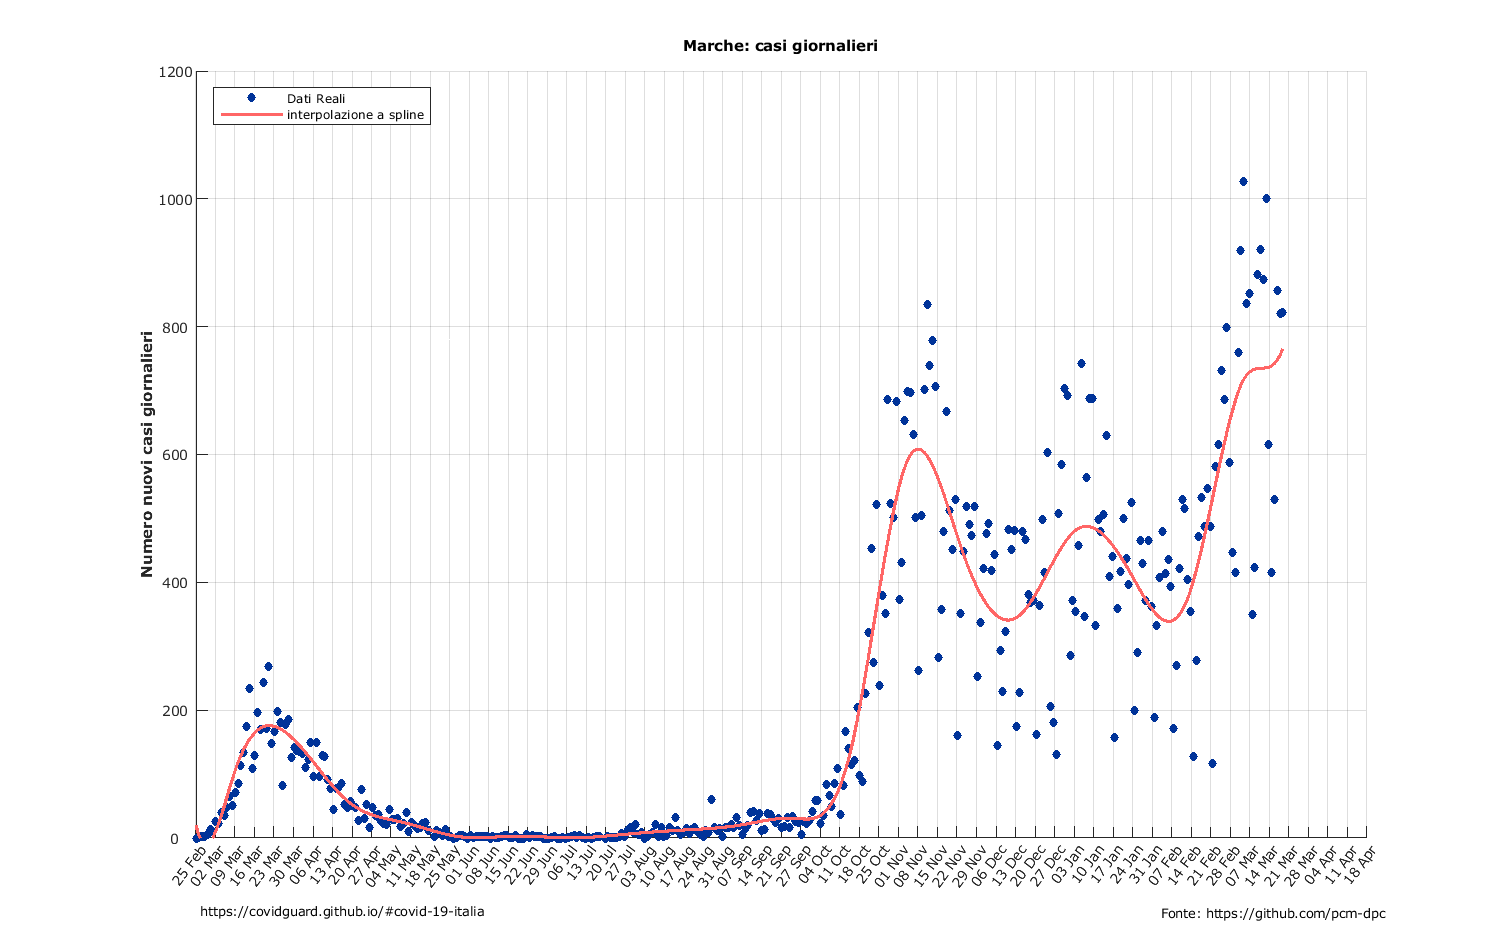 Marche: casi giornalieri
1200
1000
800
600
400
200
0
Numero nuovi casi giornalieri
Dati Reali
interpolazione a spline
25 Feb
02 Mar
09 Mar
16 Mar
23 Mar
30 Mar
06 Apr
13 Apr
20 Apr
27 Apr
04 May
11 May
18 May
25 May
01 Jun
08 Jun
15 Jun
22 Jun
29 Jun
06 Jul
13 Jul
20 Jul
27 Jul
03 Aug
10 Aug
17 Aug
24 Aug
31 Aug
07 Sep
14 Sep
21 Sep
27 Sep
04 Oct
11 Oct
18 Oct
25 Oct
01 Nov
08 Nov
15 Nov
22 Nov
29 Nov
06 Dec
13 Dec
20 Dec
27 Dec
03 Jan
10 Jan
17 Jan
24 Jan
31 Jan
07 Feb
14 Feb
21 Feb
28 Feb
07 Mar
14 Mar
21 Mar
28 Mar
04 Apr
11 Apr
18 Apr
https://covidguard.github.io/#covid-19-italia
Fonte: https://github.com/pcm-dpc